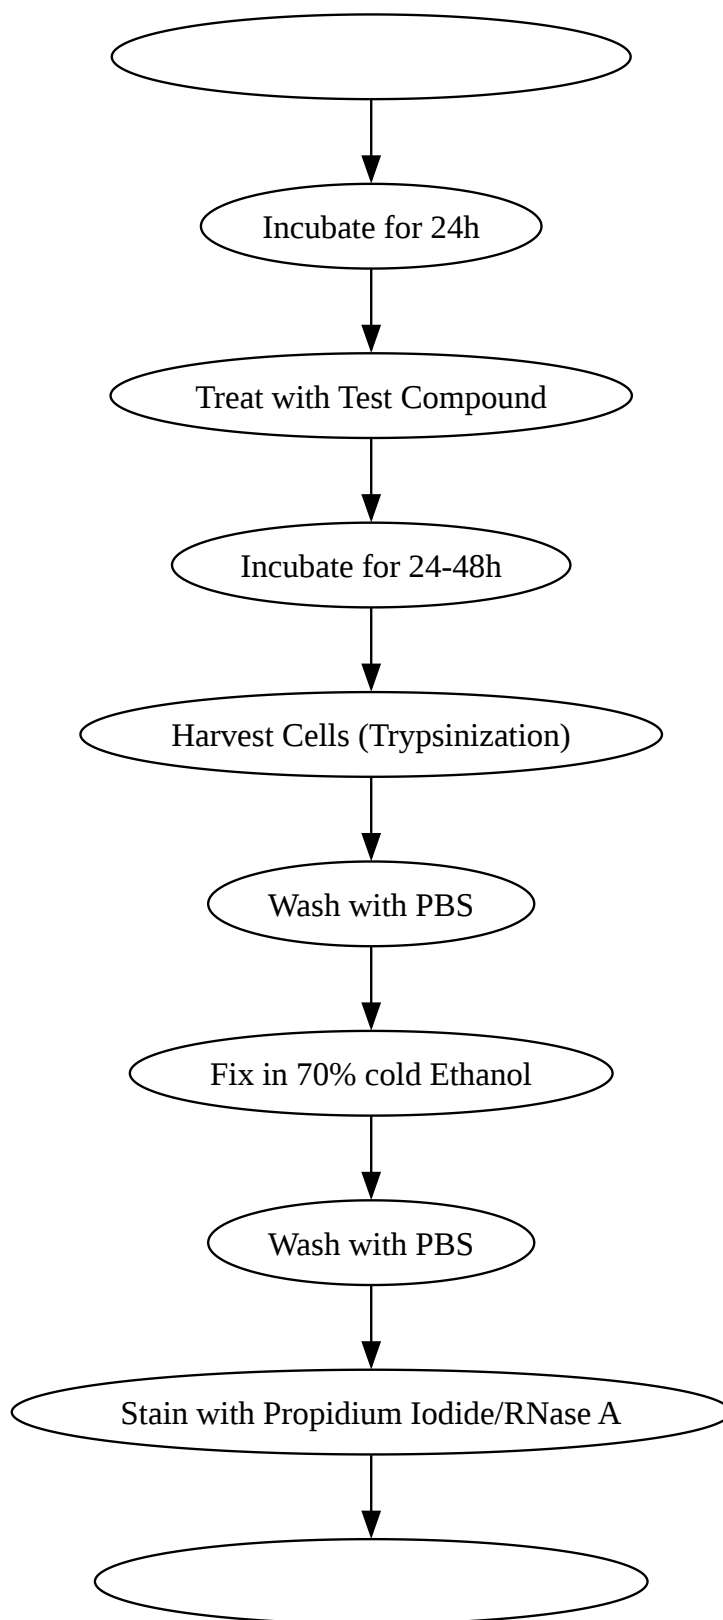 Incubate for 24h
Treat with Test Compound
Incubate for 24-48h
Harvest Cells (Trypsinization)
Wash with PBS
Fix in 70% cold Ethanol
Wash with PBS
Stain with Propidium Iodide/RNase A